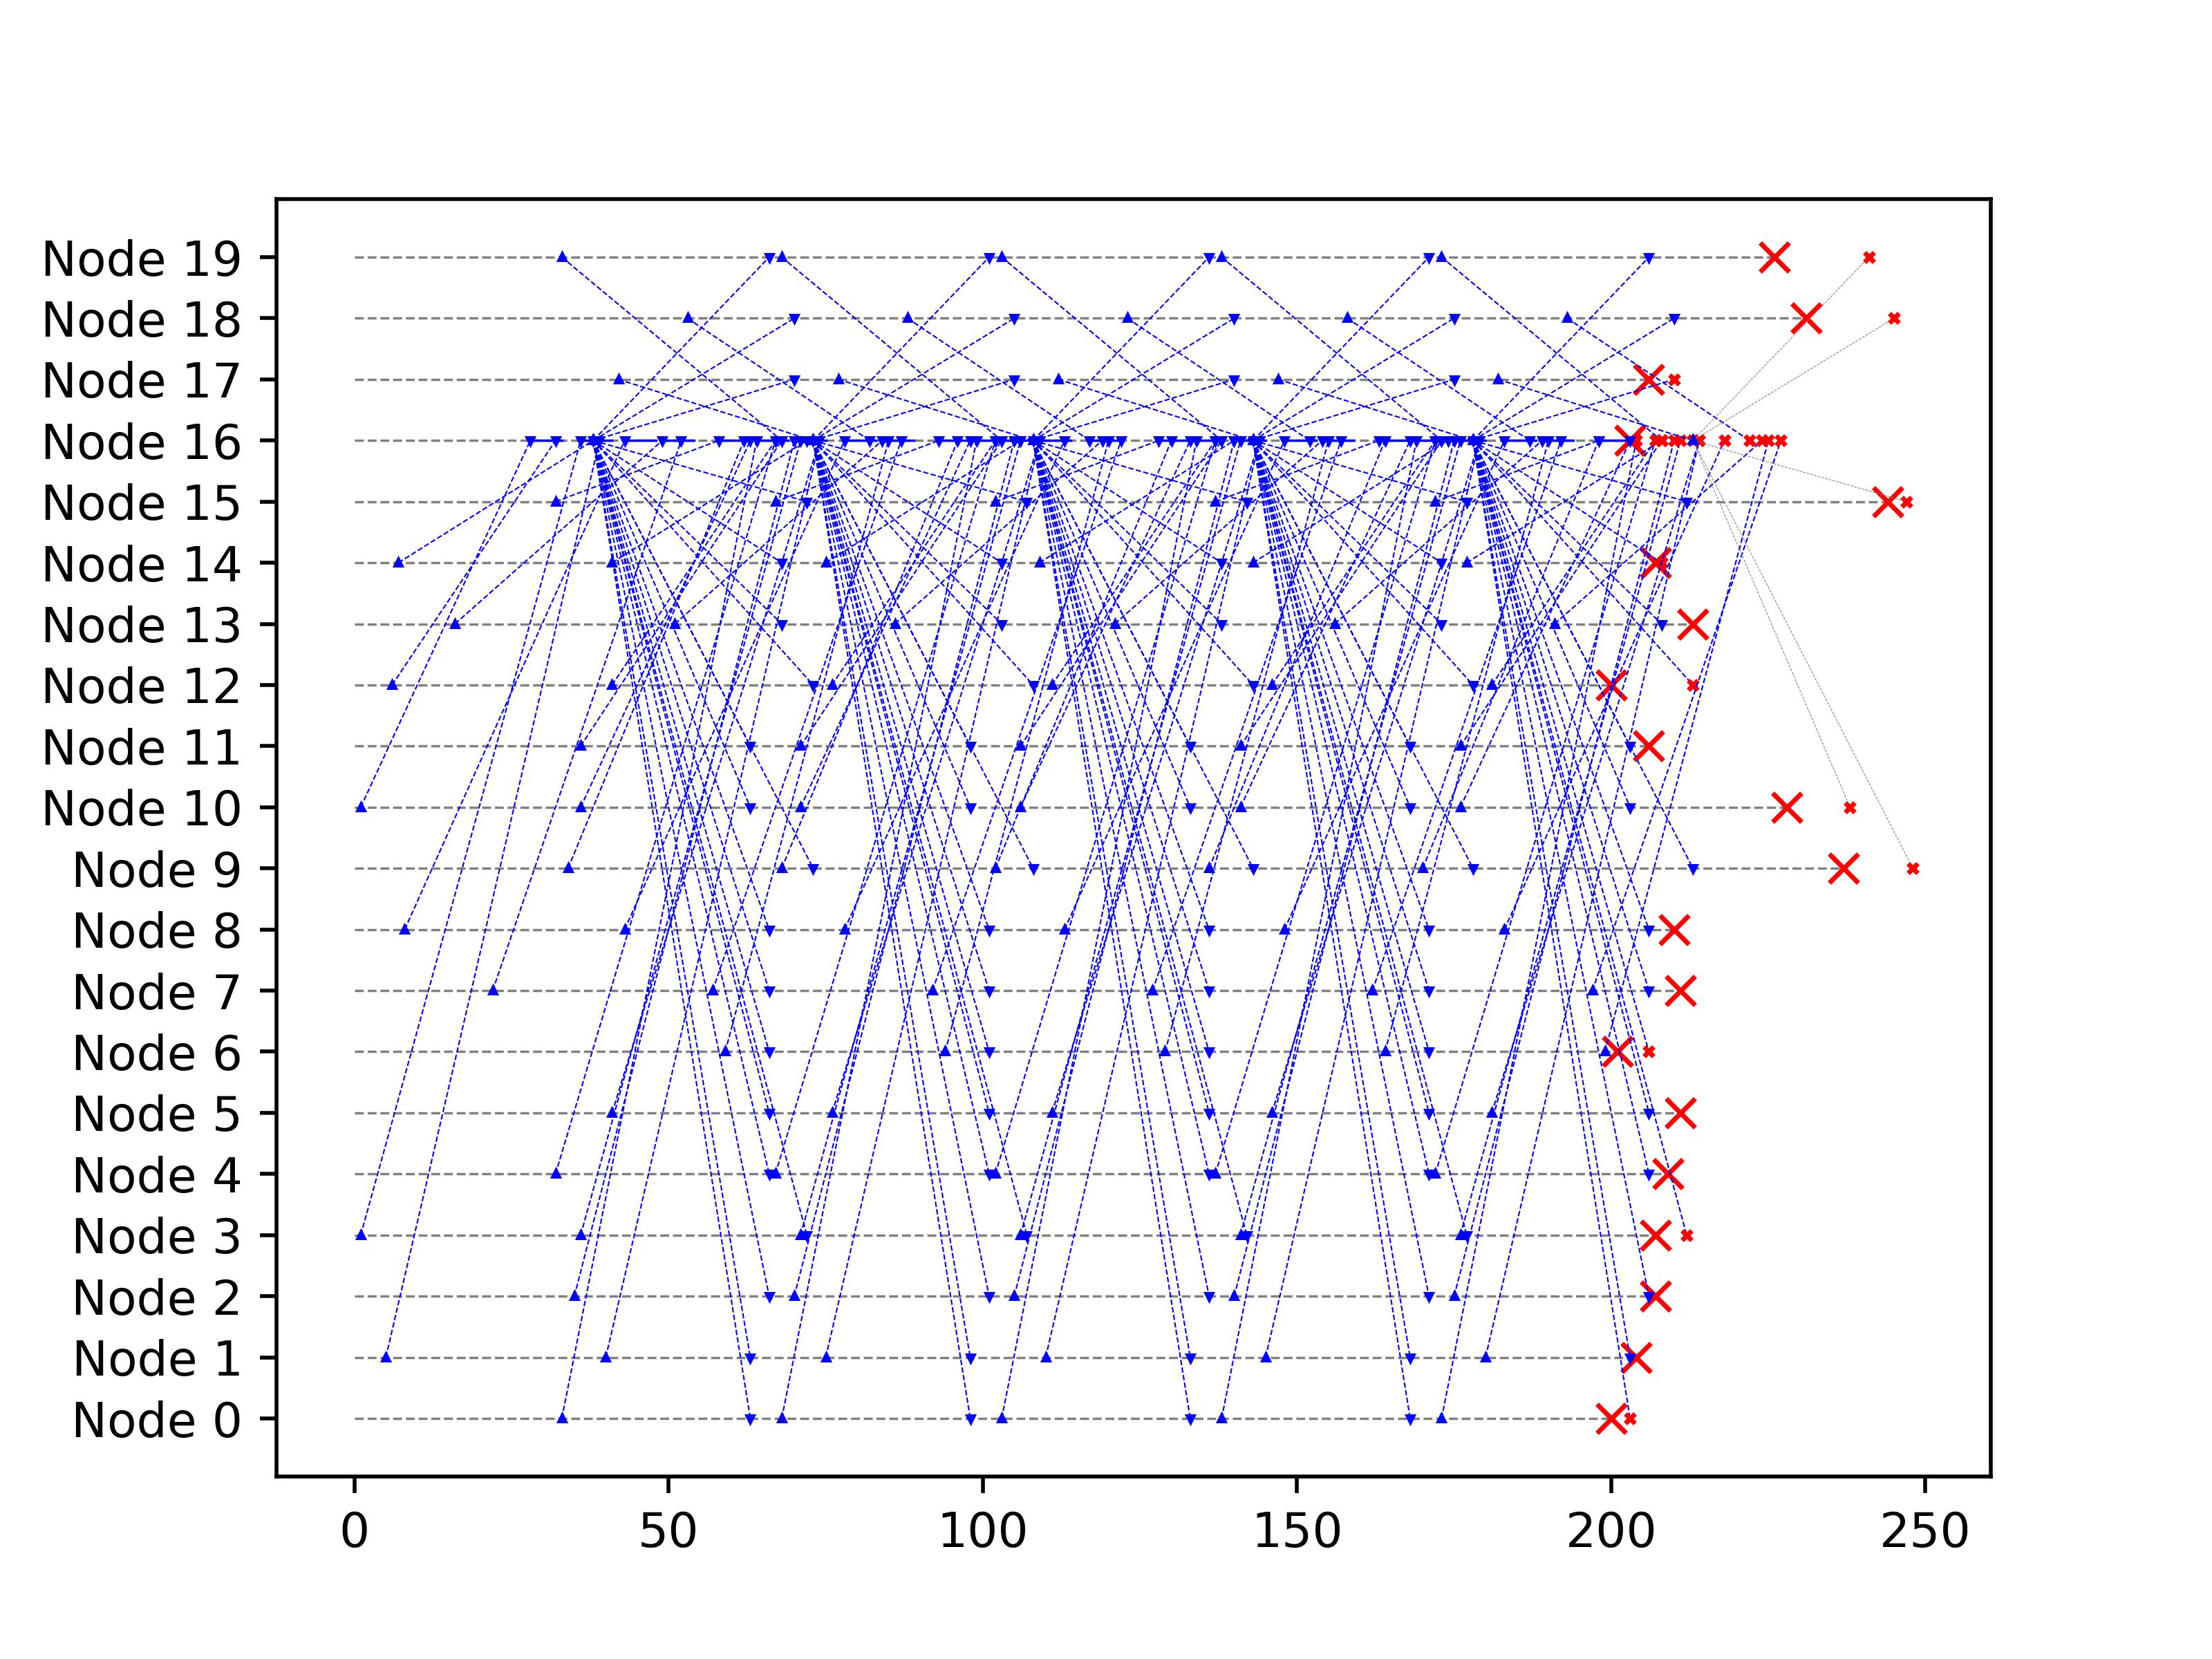 Node 19
Node 18
Node 17
Node 16
Node 15
Node 14
Node 13
Node 12
Node 11
Node 10
Node 9
Node 8
Node 7
Node 6
Node 5
Node 4
Node 3
Node 2
Node 1
Node 0
0 50 100 150 200 250